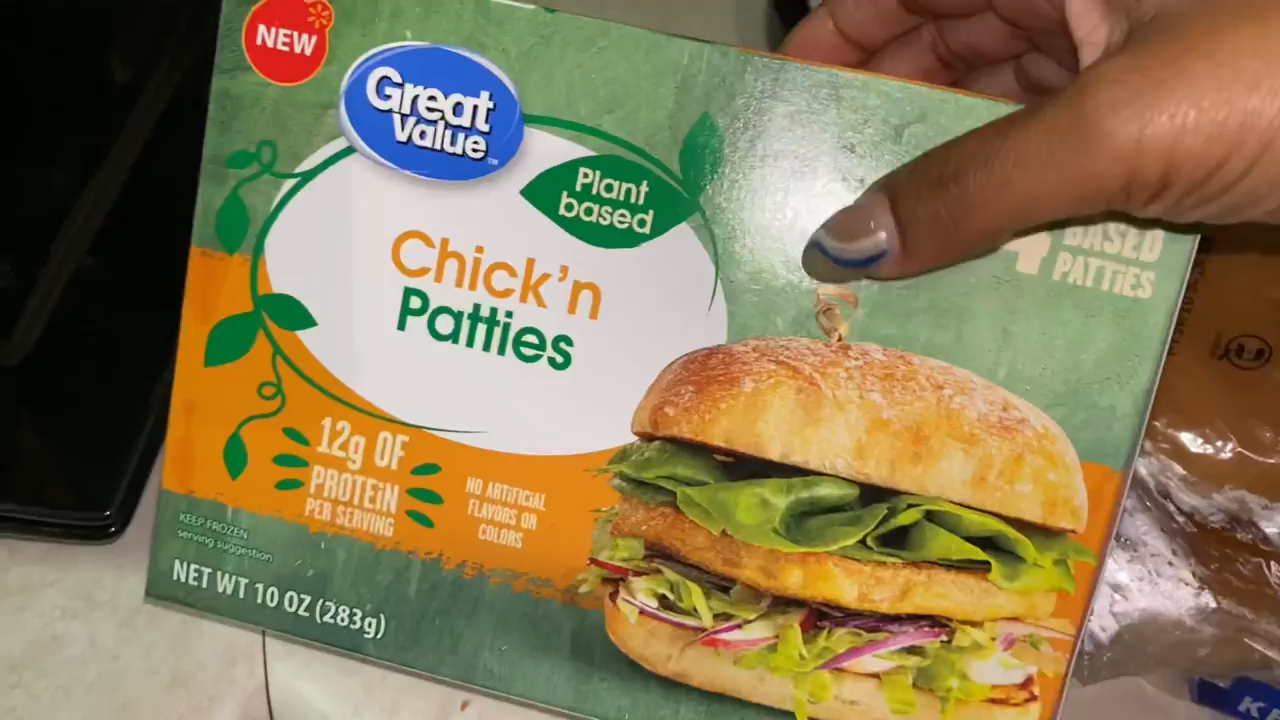 NEW
Great
Value
Plant
based
Chick'n
Patties
4
BASED
PATTIES
12g OF
PROTEIN
PER SERVING
NO ARTIFICIAL
FLAVORS OR
COLORS
KEEP FROZEN
serving suggestion
NET WT 10 OZ (283g)